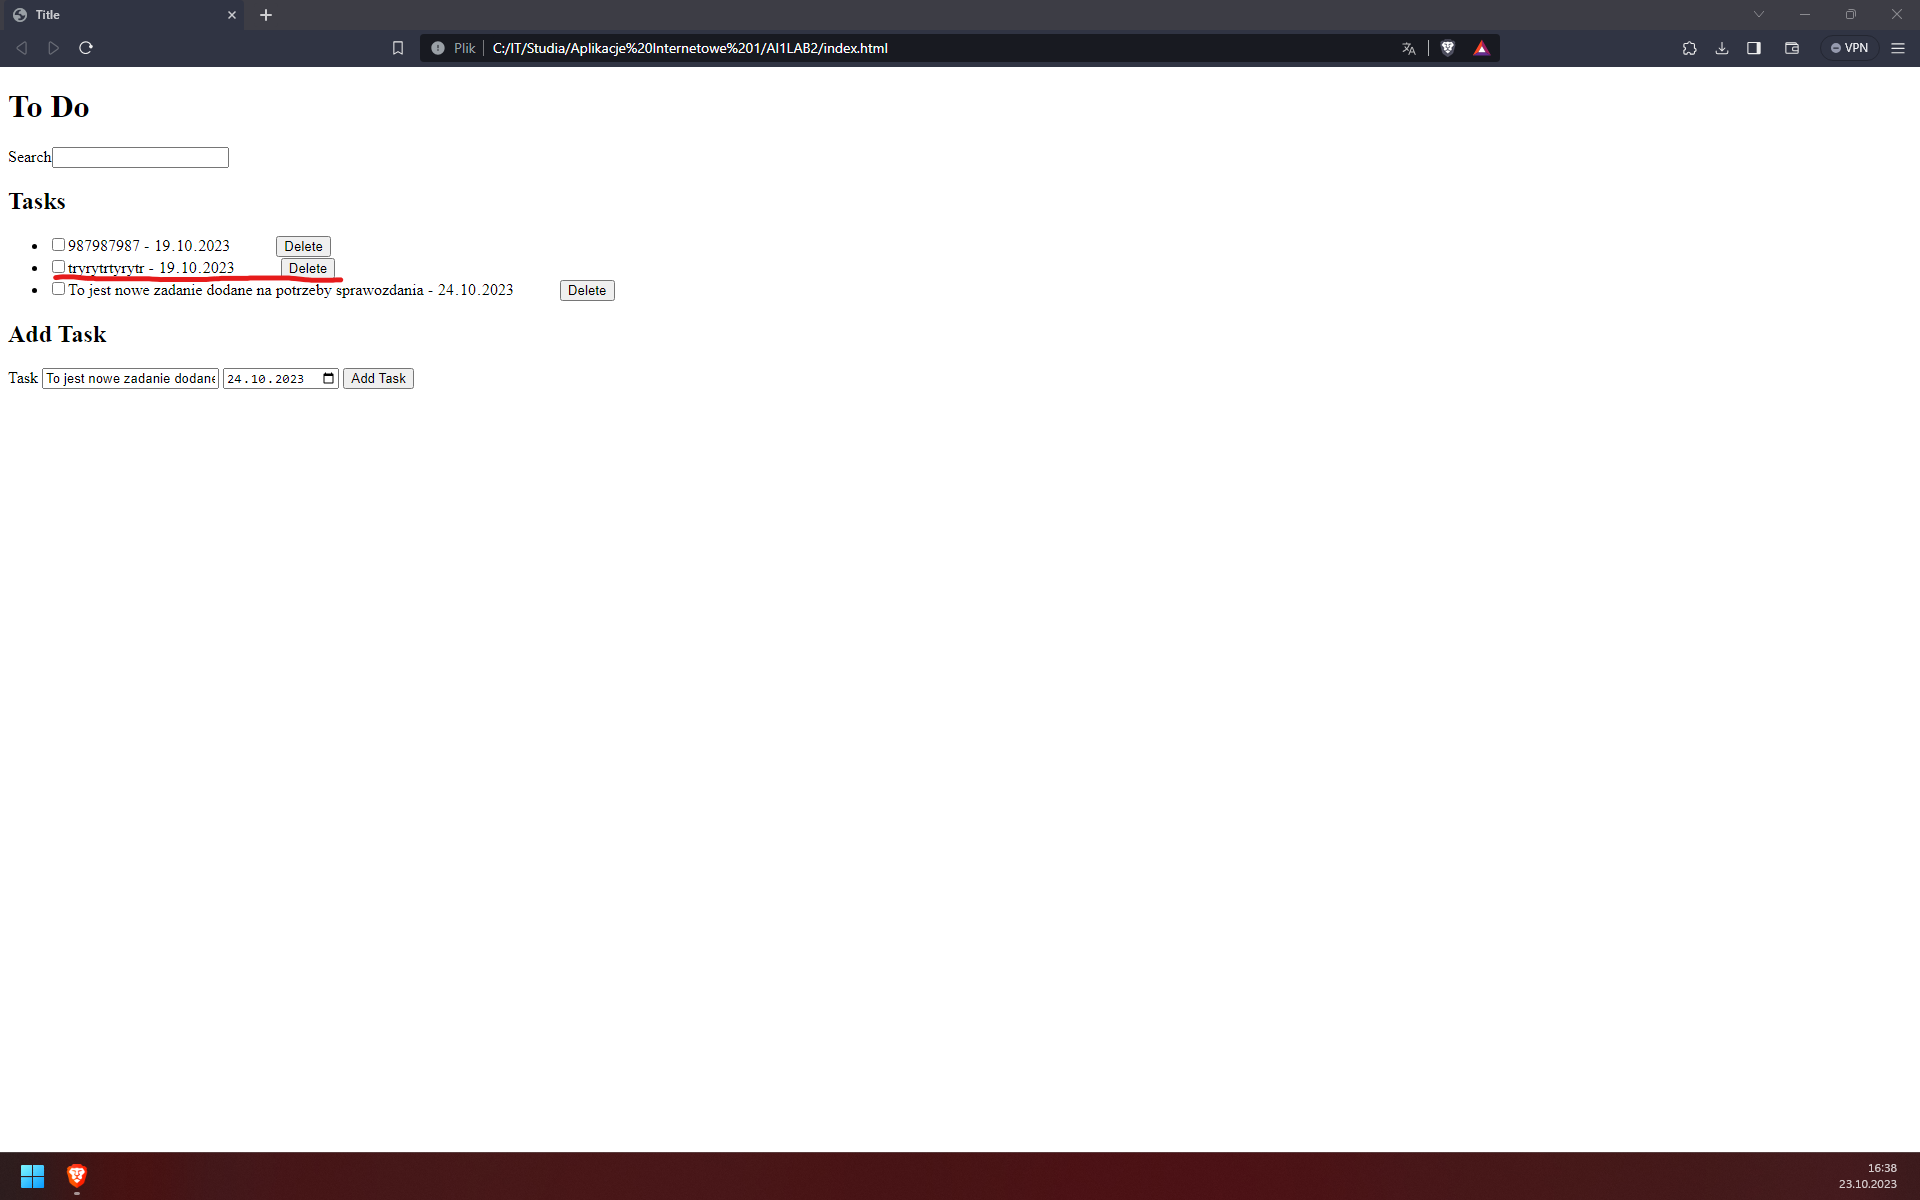 Title
Plik C:/IT/Studia/Aplikacje%20Internetowe%201/AI1LAB2/index.html VPN
To Do
Search
Tasks
987987987 - 19.10.2023 Delete
tryrytrtyrytr - 19.10.2023 Delete
To jest nowe zadanie dodane na potrzeby sprawozdania - 24.10.2023 Delete
Add Task
Task To jest nowe zadanie dodane 24.10.2023 Add Task
16:38
23.10.2023